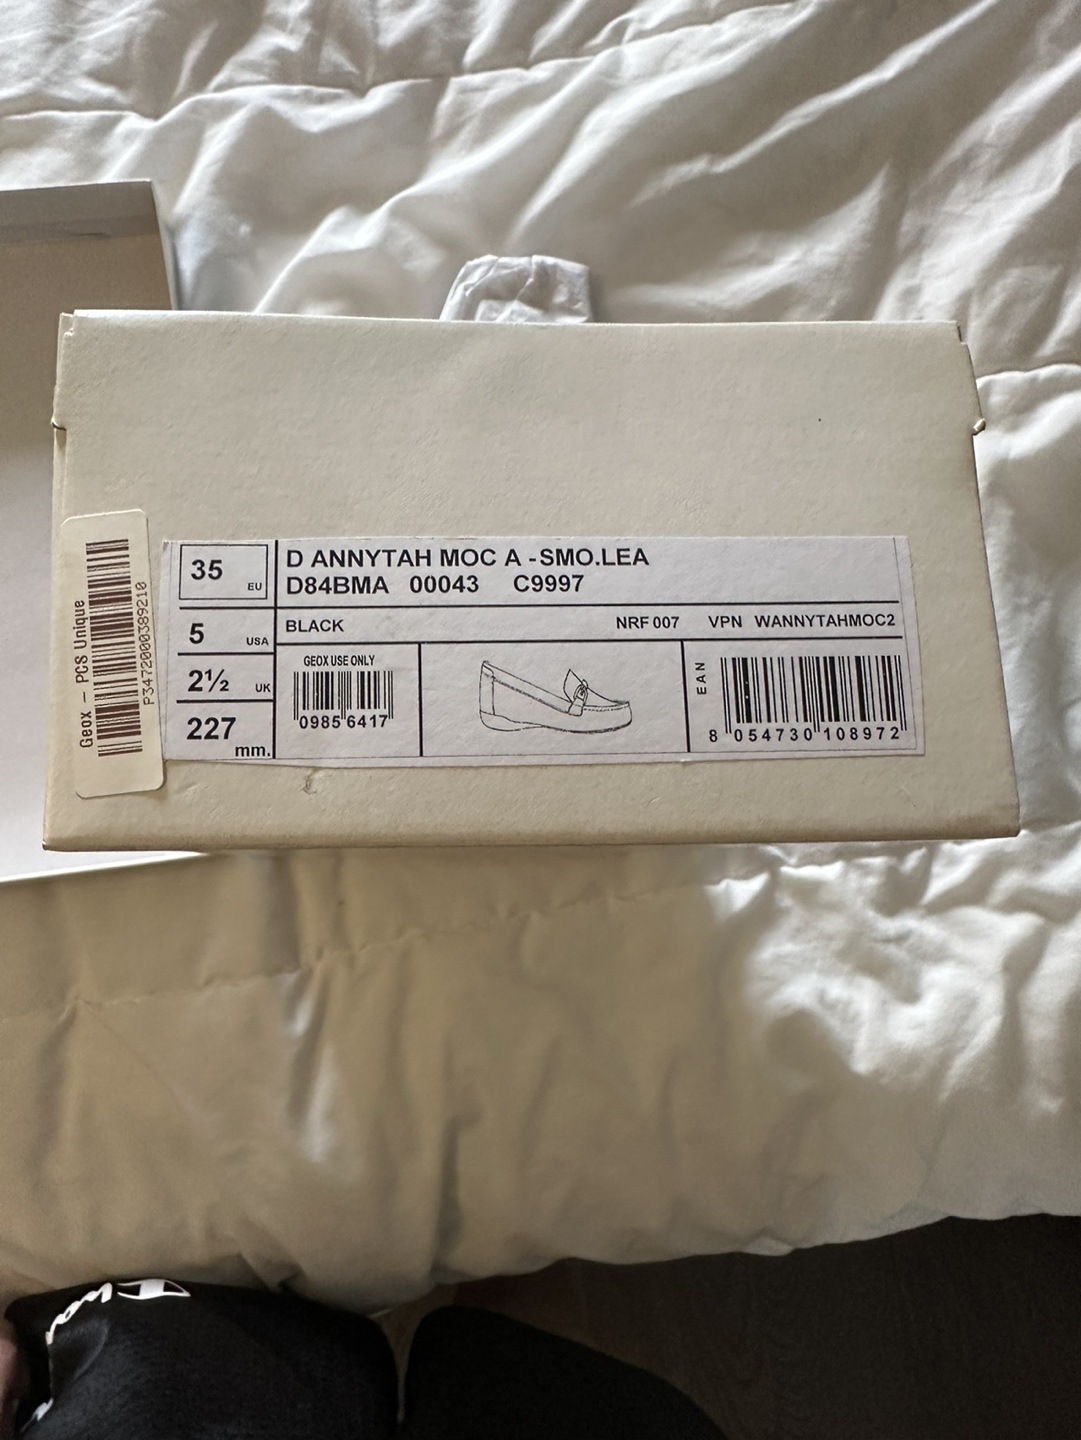 Geox - PCS Unique
P3472000389210
35 EU
5 USA
2½ UK
227 mm.
D ANNYTAH MOC A - SMO.LEA
D84BMA 00043 C9997
BLACK NRF 007 VPN WANNYTAHMOC2
GEOX USE ONLY
0985 6417
EAN
8 054730 108972